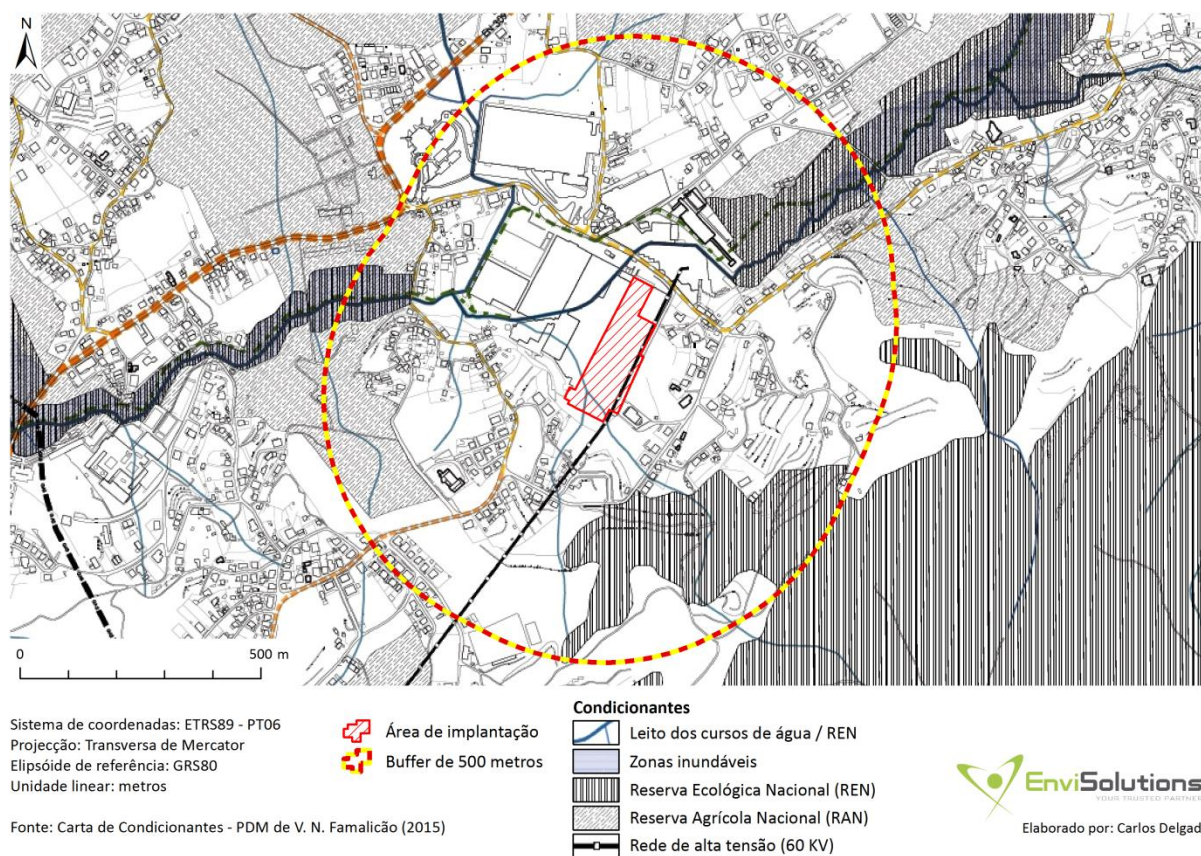 N
0 500 m
Sistema de coordenadas: ETRS89 - PT06
Projecção: Transversa de Mercator
Elipsóide de referência: GRS80
Unidade linear: metros
Fonte: Carta de Condicionantes - PDM de V. N. Famalicão (2015)
Área de implantação
Buffer de 500 metros
Condicionantes
Leito dos cursos de água / REN
Zonas inundáveis
Reserva Ecológica Nacional (REN)
Reserva Agrícola Nacional (RAN)
Rede de alta tensão (60 KV)
EnviSolutions
YOUR TRUSTED PARTNER
Elaborado por: Carlos Delgad